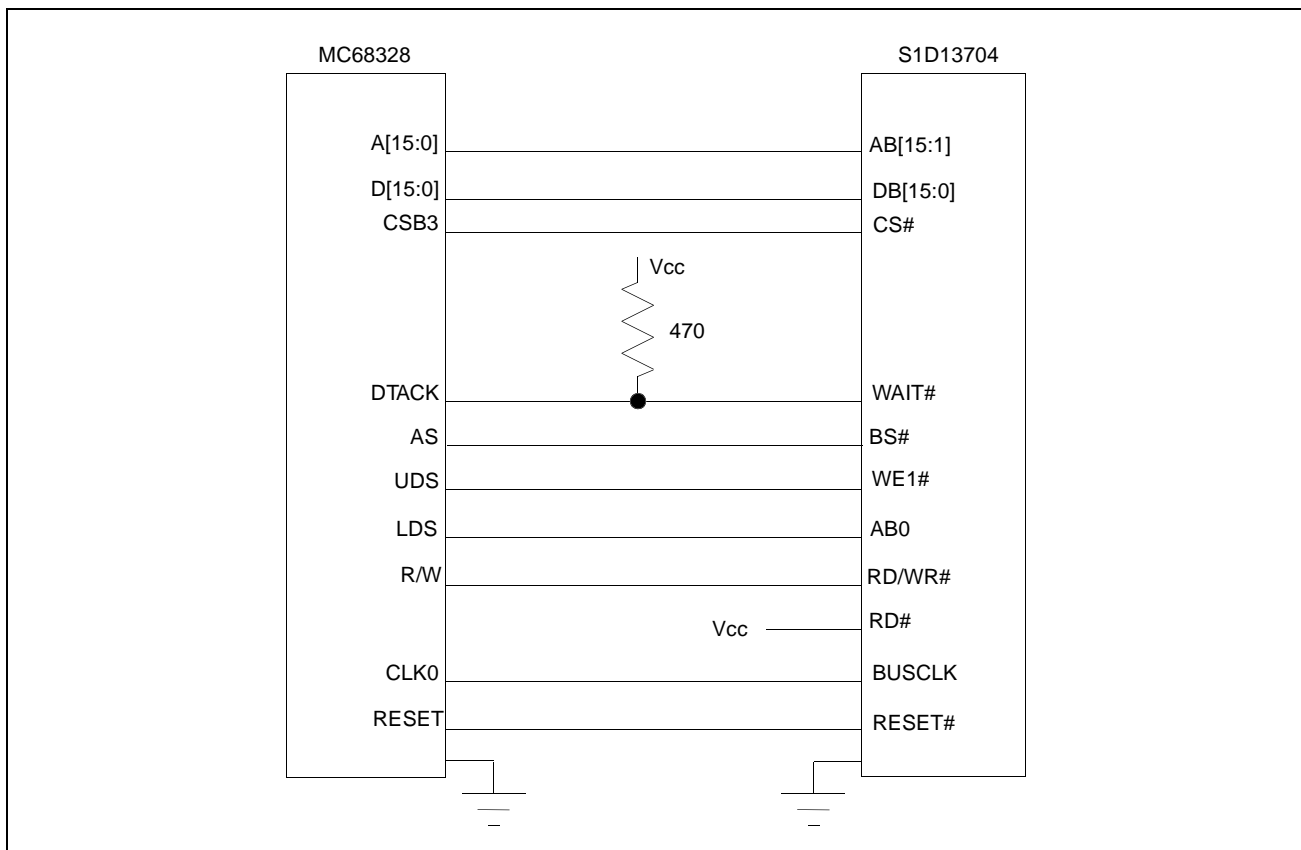 MC68328 S1D13704
A[15:0] AB[15:1]
D[15:0] DB[15:0]
CSB3 CS#
Vcc
470
DTACK WAIT#
AS BS#
UDS WE1#
LDS AB0
R/W RD/WR#
Vcc RD#
CLK0 BUSCLK
RESET RESET#